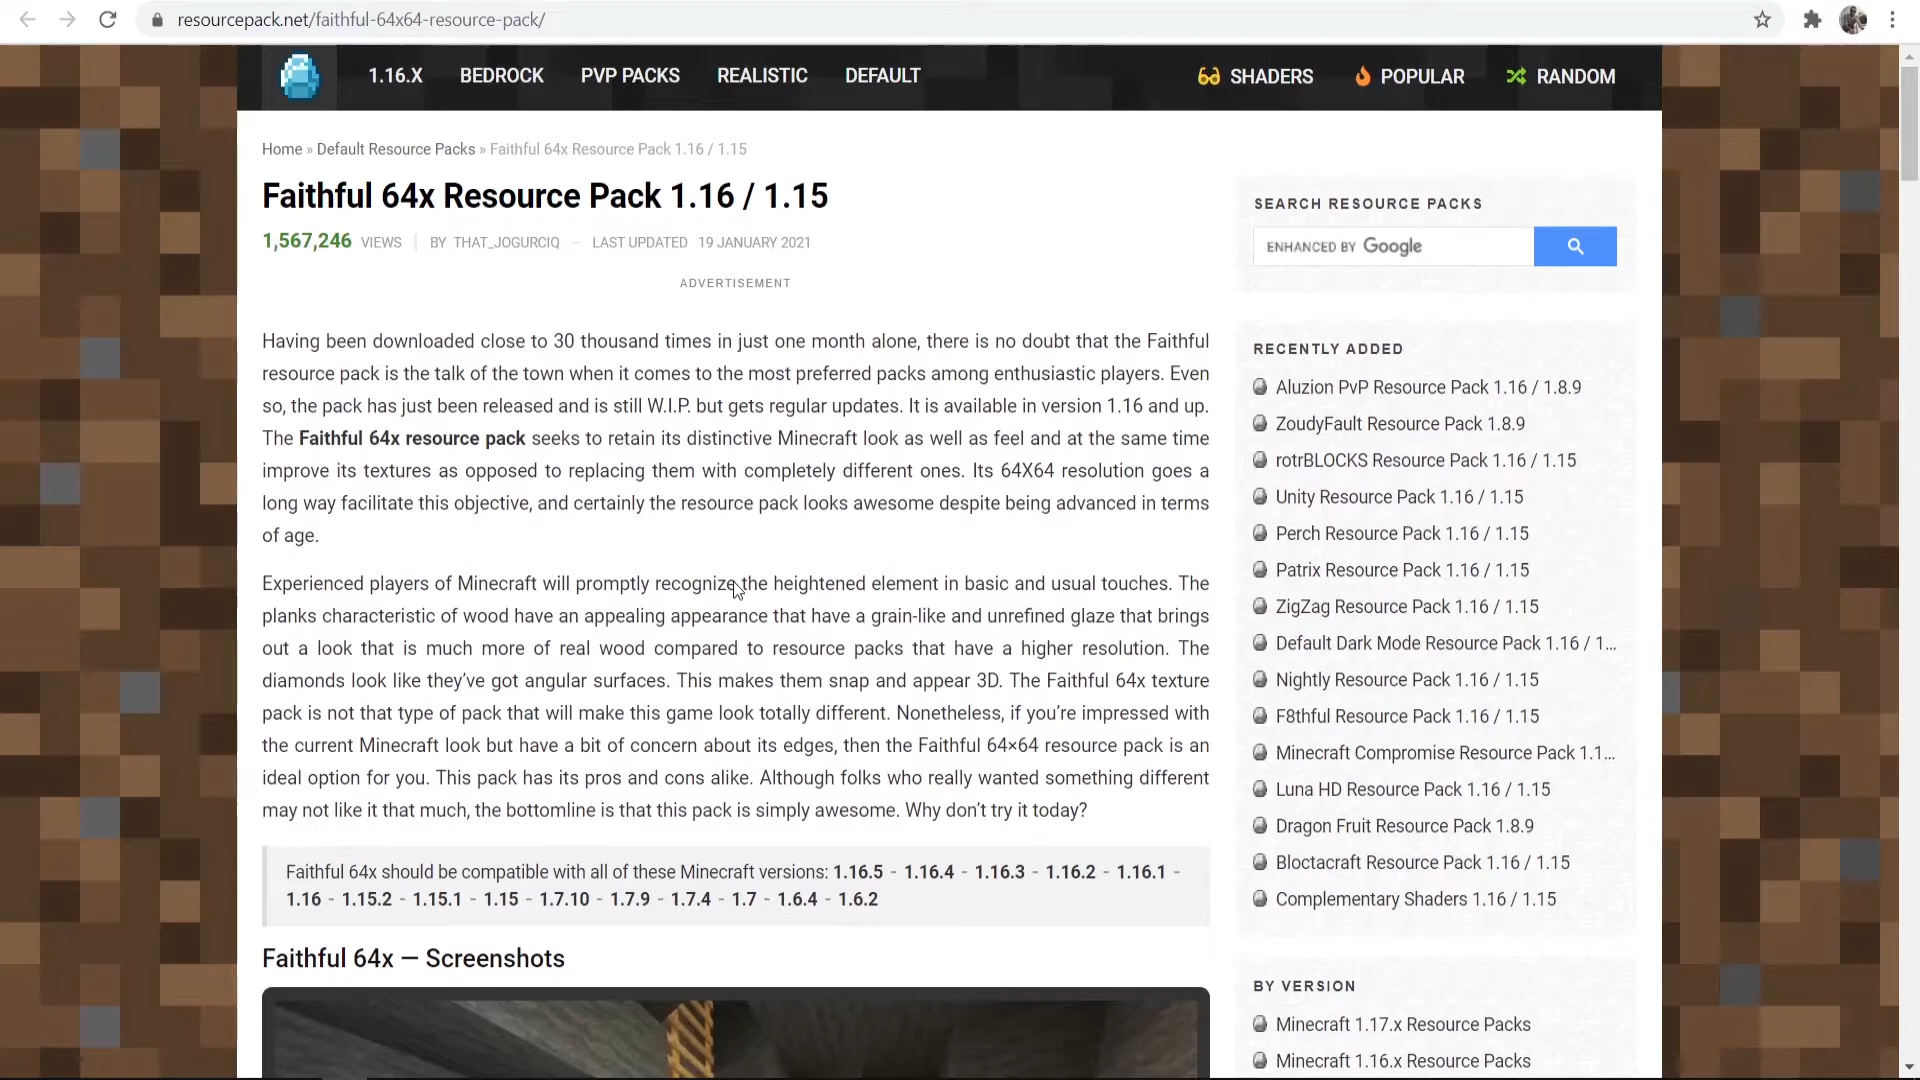 resourcepack.net/faithful-64x64-resource-pack/
1.16.X BEDROCK PVP PACKS REALISTIC DEFAULT SHADERS POPULAR RANDOM
Home » Default Resource Packs » Faithful 64x Resource Pack 1.16 / 1.15
Faithful 64x Resource Pack 1.16 / 1.15
1,567,246 VIEWS BY THAT_JOGURCIQ — LAST UPDATED 19 JANUARY 2021
ADVERTISEMENT
Having been downloaded close to 30 thousand times in just one month alone, there is no doubt that the Faithful
resource pack is the talk of the town when it comes to the most preferred packs among enthusiastic players. Even
so, the pack has just been released and is still W.I.P. but gets regular updates. It is available in version 1.16 and up.
The Faithful 64x resource pack seeks to retain its distinctive Minecraft look as well as feel and at the same time
improve its textures as opposed to replacing them with completely different ones. Its 64X64 resolution goes a
long way facilitate this objective, and certainly the resource pack looks awesome despite being advanced in terms
of age.
Experienced players of Minecraft will promptly recognize the heightened element in basic and usual touches. The
planks characteristic of wood have an appealing appearance that have a grain-like and unrefined glaze that brings
out a look that is much more of real wood compared to resource packs that have a higher resolution. The
diamonds look like they've got angular surfaces. This makes them snap and appear 3D. The Faithful 64x texture
pack is not that type of pack that will make this game look totally different. Nonetheless, if you're impressed with
the current Minecraft look but have a bit of concern about its edges, then the Faithful 64×64 resource pack is an
ideal option for you. This pack has its pros and cons alike. Although folks who really wanted something different
may not like it that much, the bottomline is that this pack is simply awesome. Why don't try it today?
Faithful 64x should be compatible with all of these Minecraft versions: 1.16.5 - 1.16.4 - 1.16.3 - 1.16.2 - 1.16.1 -
1.16 - 1.15.2 - 1.15.1 - 1.15 - 1.7.10 - 1.7.9 - 1.7.4 - 1.7 - 1.6.4 - 1.6.2
Faithful 64x — Screenshots
SEARCH RESOURCE PACKS
ENHANCED BY Google
RECENTLY ADDED
Aluzion PvP Resource Pack 1.16 / 1.8.9
ZoudyFault Resource Pack 1.8.9
rotrBLOCKS Resource Pack 1.16 / 1.15
Unity Resource Pack 1.16 / 1.15
Perch Resource Pack 1.16 / 1.15
Patrix Resource Pack 1.16 / 1.15
ZigZag Resource Pack 1.16 / 1.15
Default Dark Mode Resource Pack 1.16 / 1...
Nightly Resource Pack 1.16 / 1.15
F8thful Resource Pack 1.16 / 1.15
Minecraft Compromise Resource Pack 1.1...
Luna HD Resource Pack 1.16 / 1.15
Dragon Fruit Resource Pack 1.8.9
Bloctacraft Resource Pack 1.16 / 1.15
Complementary Shaders 1.16 / 1.15
BY VERSION
Minecraft 1.17.x Resource Packs
Minecraft 1.16.x Resource Packs